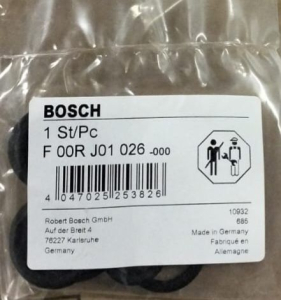 BOSCH
1 St/Pc
F 00R J01 026 -000
4 047025 253826
Robert Bosch GmbH
Auf der Breit 4
76227 Karlsruhe
Germany
10932
685
Made in Germany
Fabriqué en
Allemagne